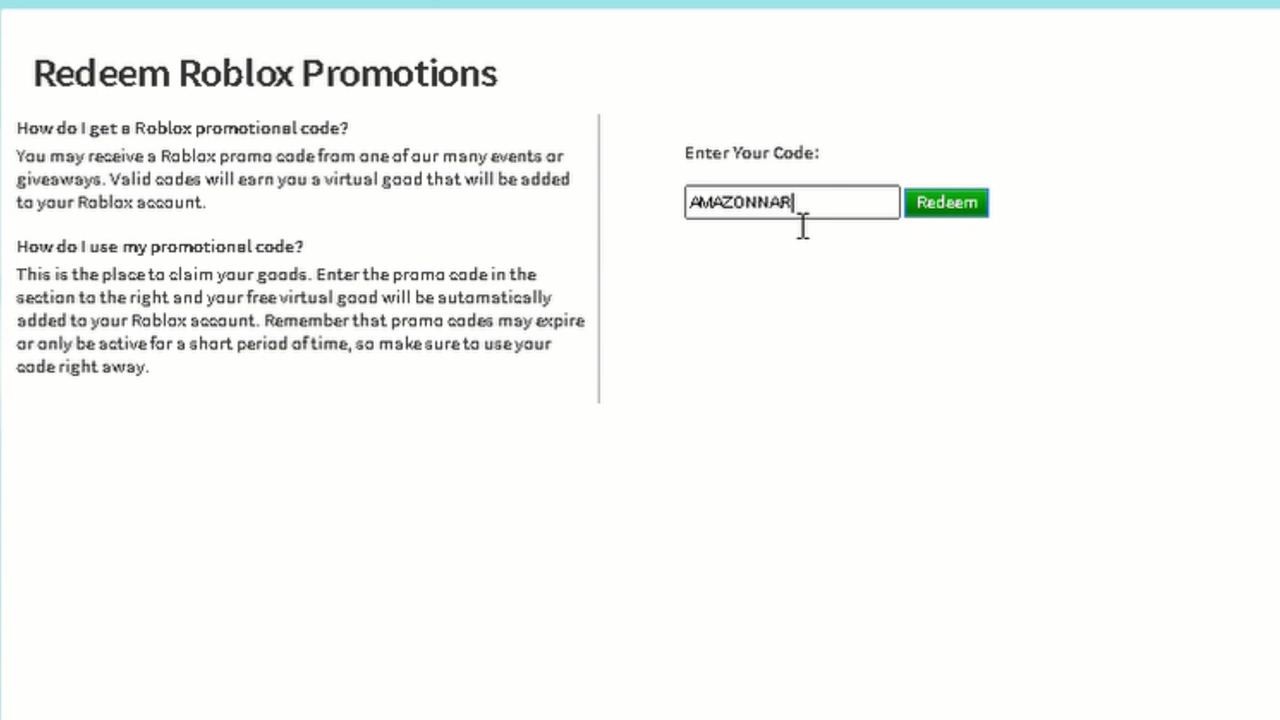 Redeem Roblox Promotions
How do I get a Roblox promotional code?
You may receive a Roblox promo code from one of our many events or
giveaways. Valid codes will earn you a virtual good that will be added
to your Roblox account.
How do I use my promotional code?
This is the place to claim your goods. Enter the promo code in the
section to the right and your free virtual good will be automatically
added to your Roblox account. Remember that promo codes may expire
or only be active for a short period of time, so make sure to use your
code right away.
Enter Your Code:
AMAZONNAR
Redeem